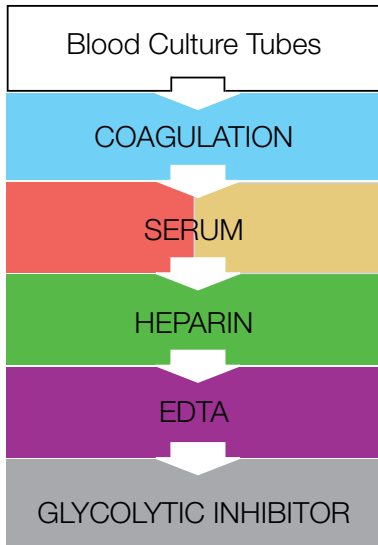 Blood Culture Tubes
COAGULATION
SERUM
HEPARIN
EDTA
GLYCOLYTIC INHIBITOR